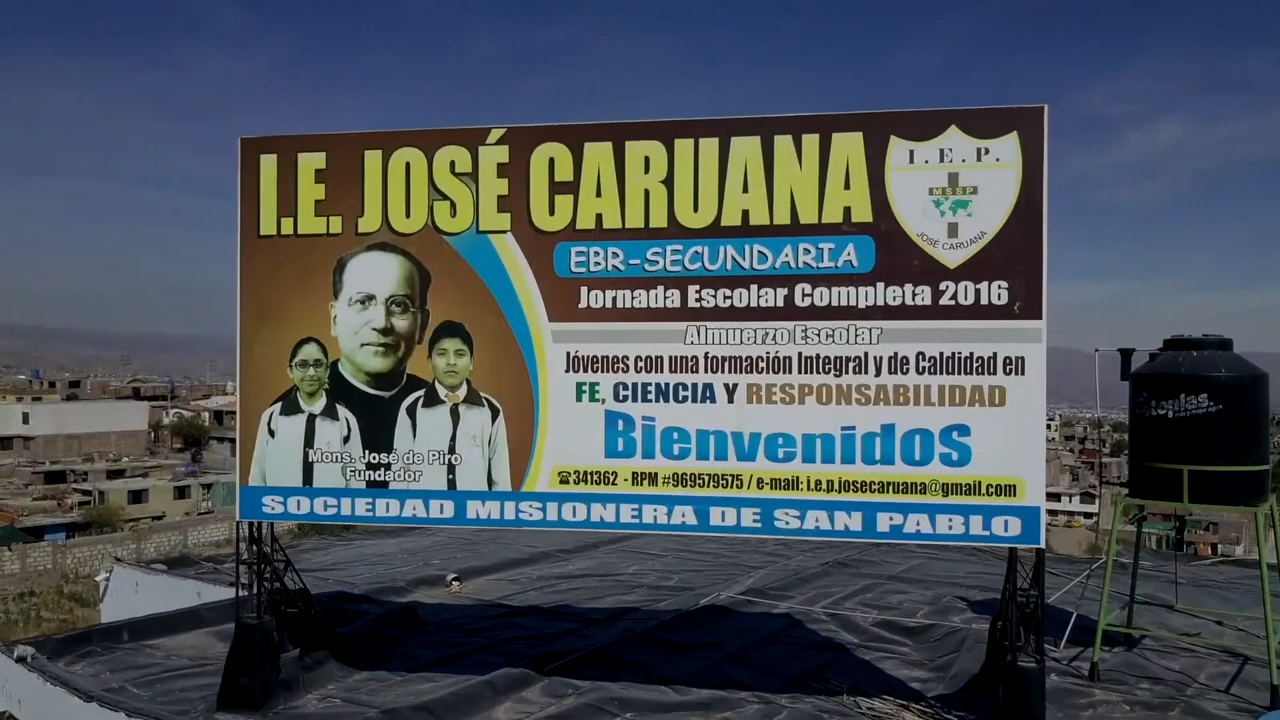 I.E. JOSÉ CARUANA
I. E. P.
MSSP
JOSÉ CARUANA
EBR-SECUNDARIA
Jornada Escolar Completa 2016
Almuerzo Escolar
Jóvenes con una formación Integral y de Caldidad en
FE, CIENCIA Y RESPONSABILIDAD
Bienvenidos
Mons. José de Piro
Fundador
☎341362 - RPM #969579575 / e-mail: i.e.p.josecaruana@gmail.com
SOCIEDAD MISIONERA DE SAN PABLO